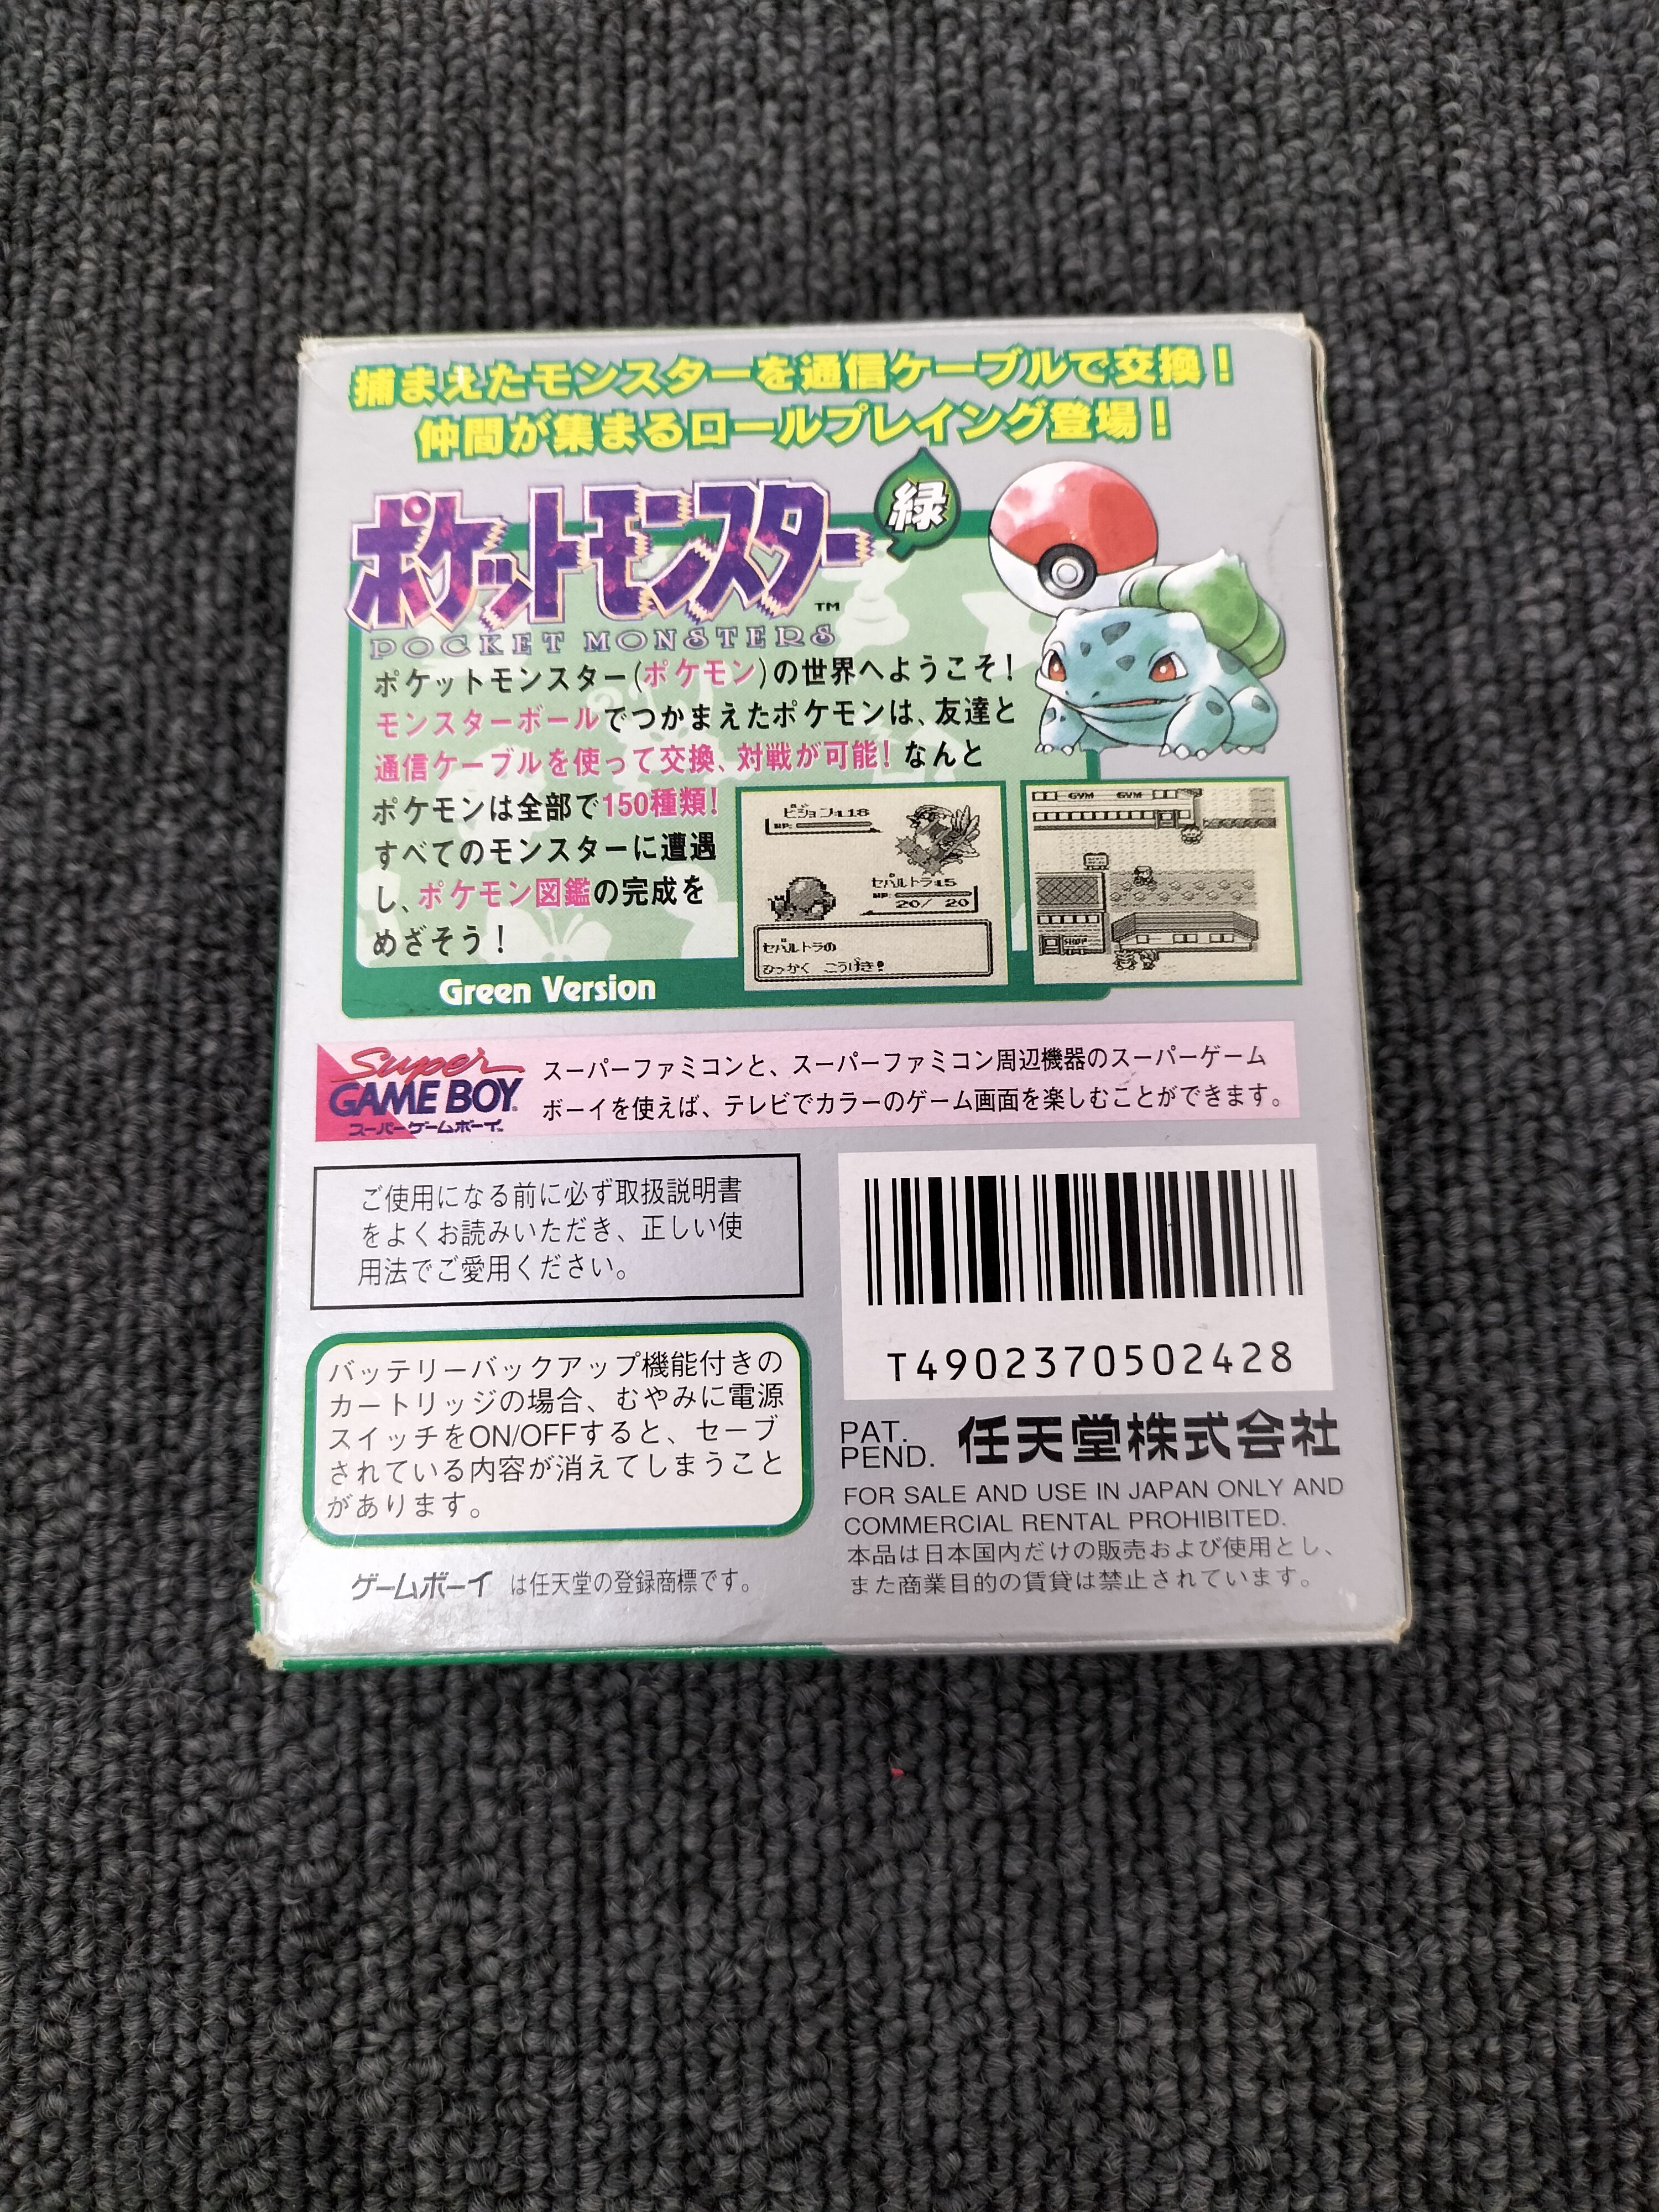 捕まえたモンスターを通信ケーブルで交換！
仲間が集まるロールプレイング登場！
ポケットモンスター 緑
TM
POCKET MONSTERS
ポケットモンスター(ポケモン)の世界へようこそ！
モンスターボールでつかまえたポケモンは、友達と
通信ケーブルを使って交換、対戦が可能！なんと
ポケモンは全部で150種類！
すべてのモンスターに遭遇
し、ポケモン図鑑の完成を
めざそう！
ピジョン :L18
HP:
セパルトラ :L5
HP:
20/ 20
セパルトラの
ひっかく こうげき！
GYM GYM
SHOP
Green Version
Super
GAME BOY
スーパーゲームボーイ
スーパーファミコンと、スーパーファミコン周辺機器のスーパーゲーム
ボーイを使えば、テレビでカラーのゲーム画面を楽しむことができます。
ご使用になる前に必ず取扱説明書
をよくお読みいただき、正しい使
用法でご愛用ください。
バッテリーバックアップ機能付きの
カートリッジの場合、むやみに電源
スイッチをON/OFFすると、セーブ
されている内容が消えてしまうこと
があります。
ゲームボーイ は任天堂の登録商標です。
T4902370502428
PAT.
PEND. 任天堂株式会社
FOR SALE AND USE IN JAPAN ONLY AND
COMMERCIAL RENTAL PROHIBITED.
本品は日本国内だけの販売および使用とし、
また商業目的の賃貸は禁止されています。